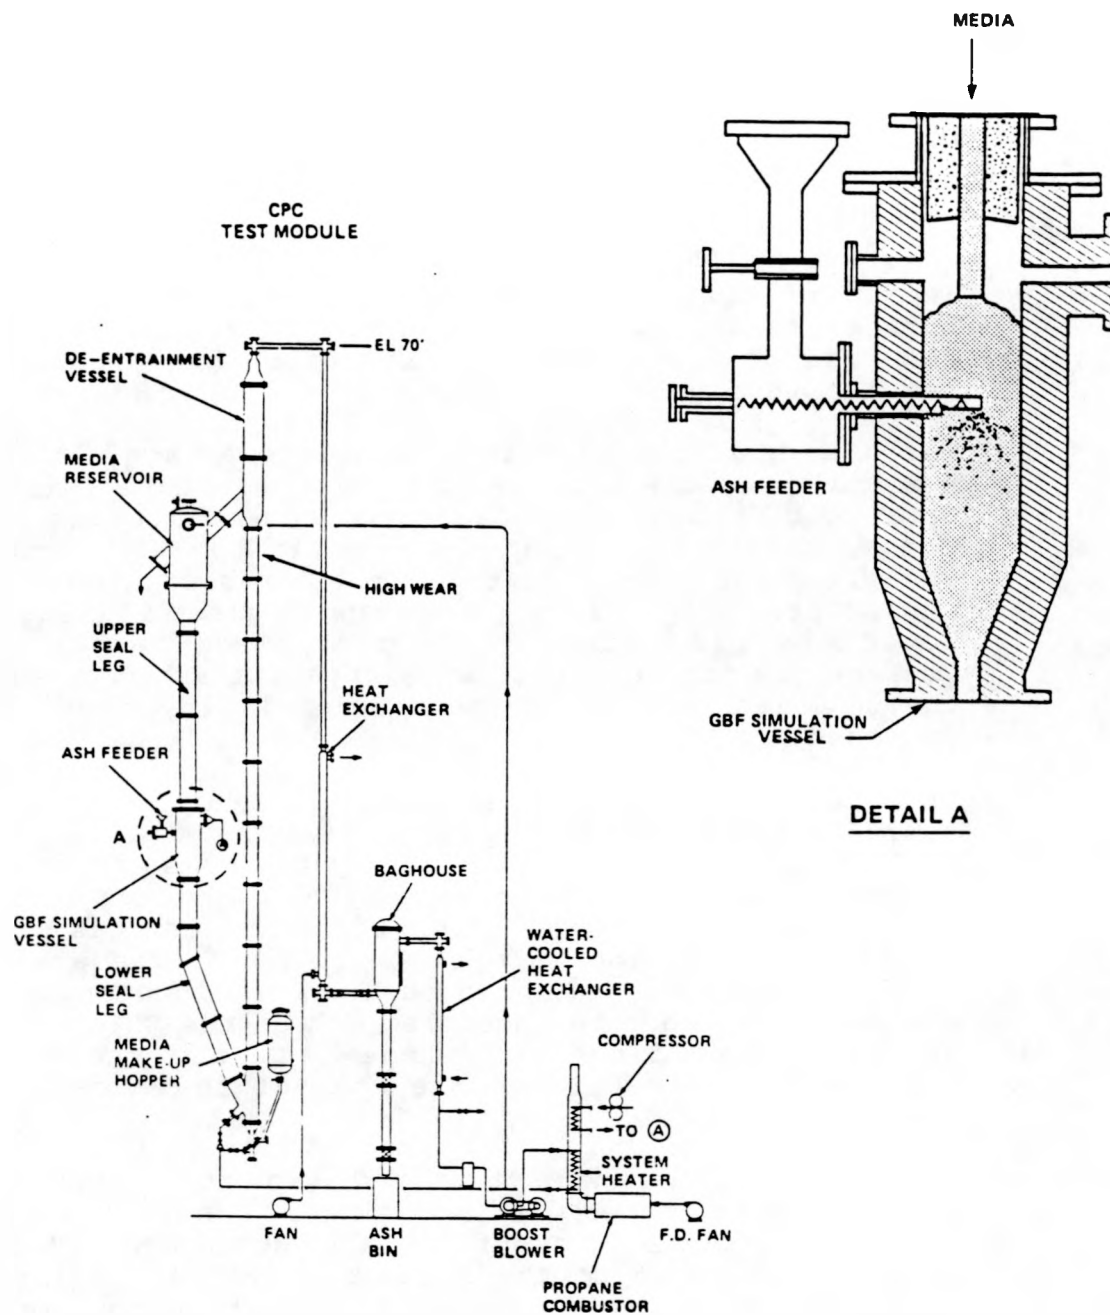 MEDIA
CPC
TEST MODULE
EL 70'
DE-ENTRAINMENT
VESSEL
MEDIA
RESERVOIR
ASH FEEDER
HIGH WEAR
UPPER
SEAL
LEG
HEAT
EXCHANGER
GBF SIMULATION
VESSEL
ASH FEEDER
A
A
DETAIL A
BAGHOUSE
GBF SIMULATION
VESSEL
WATER-
COOLED
HEAT
EXCHANGER
LOWER
SEAL
LEG
MEDIA
MAKE-UP
HOPPER
COMPRESSOR
TO A
SYSTEM
HEATER
FAN
ASH
BIN
BOOST
BLOWER
F.D. FAN
PROPANE
COMBUSTOR